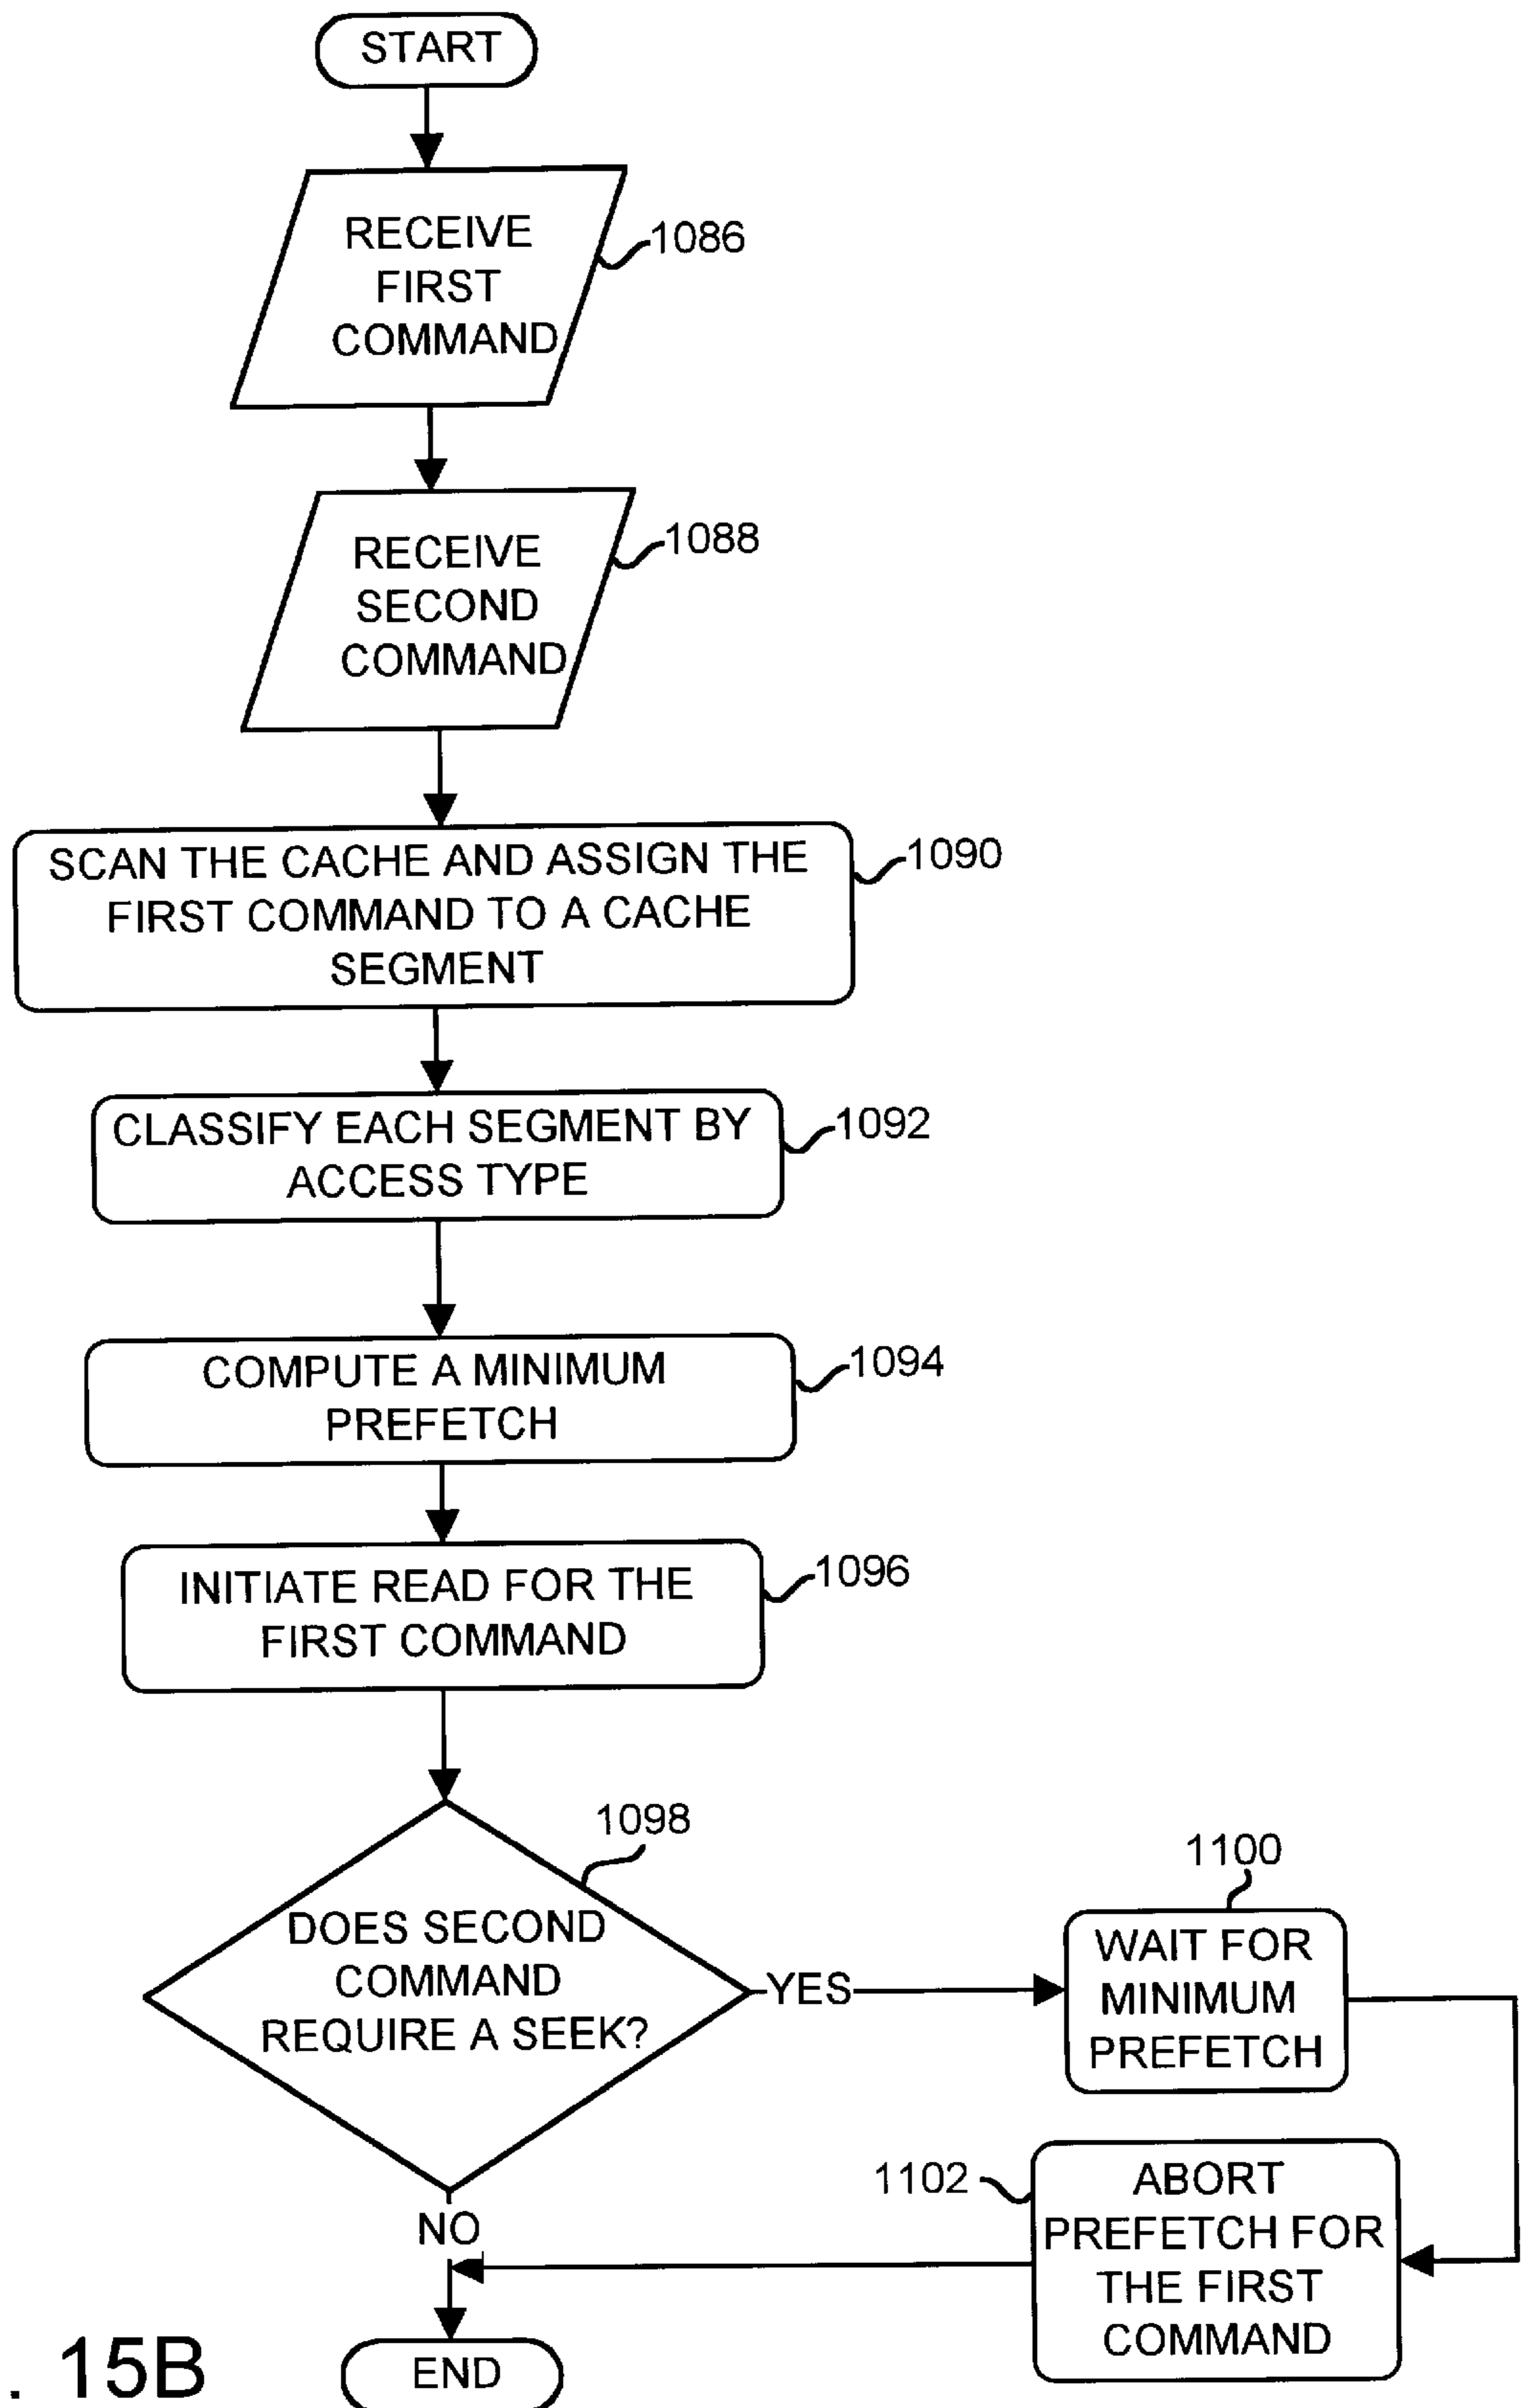 START
RECEIVE
FIRST
COMMAND
1086
RECEIVE
SECOND
COMMAND
1088
SCAN THE CACHE AND ASSIGN THE
FIRST COMMAND TO A CACHE
SEGMENT
1090
CLASSIFY EACH SEGMENT BY
ACCESS TYPE
1092
COMPUTE A MINIMUM
PREFETCH
1094
INITIATE READ FOR THE
FIRST COMMAND
1096
1098
DOES SECOND
COMMAND
REQUIRE A SEEK?
YES
1100
WAIT FOR
MINIMUM
PREFETCH
1102
ABORT
PREFETCH FOR
THE FIRST
COMMAND
NO
END
. 15B